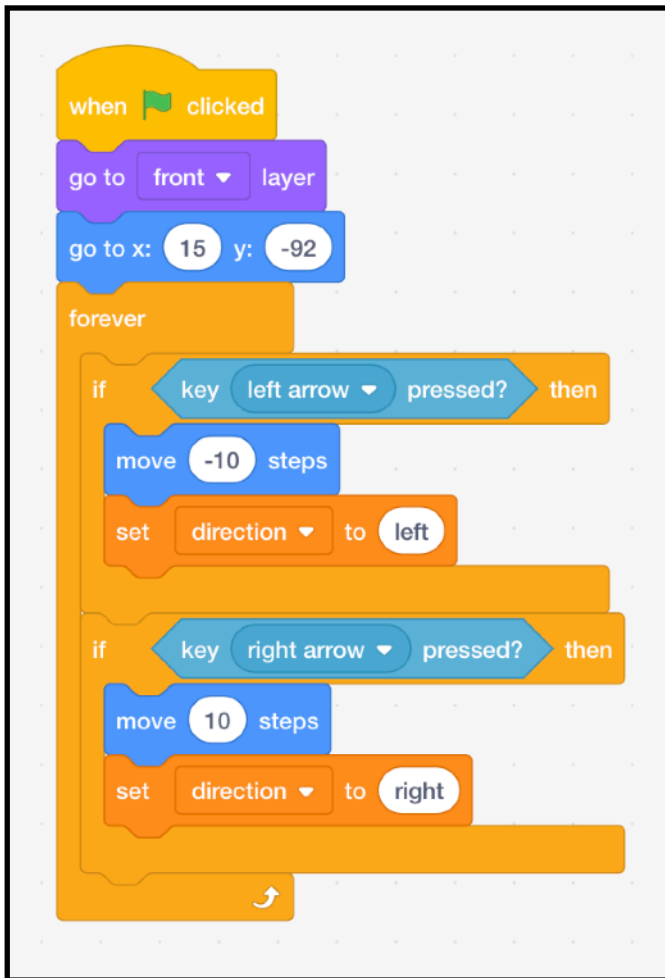 when clicked
go to front layer
go to x: 15 y: -92
forever
if key left arrow pressed? then
move -10 steps
set direction to left
if key right arrow pressed? then
move 10 steps
set direction to right